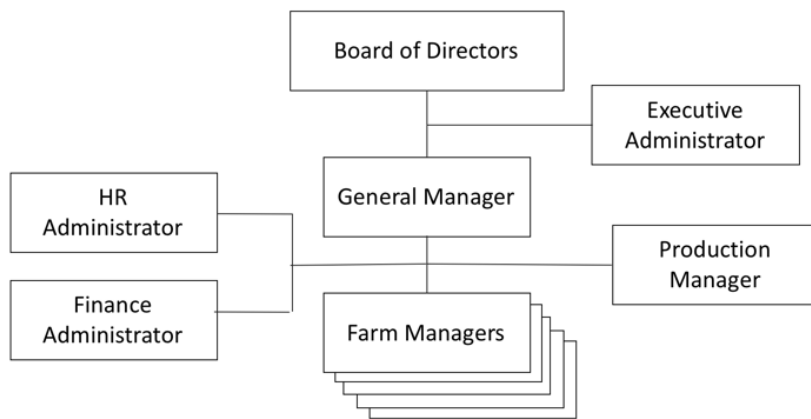 Board of Directors
Executive
Administrator
General Manager
HR
Administrator
Production
Manager
Finance
Administrator
Farm Managers